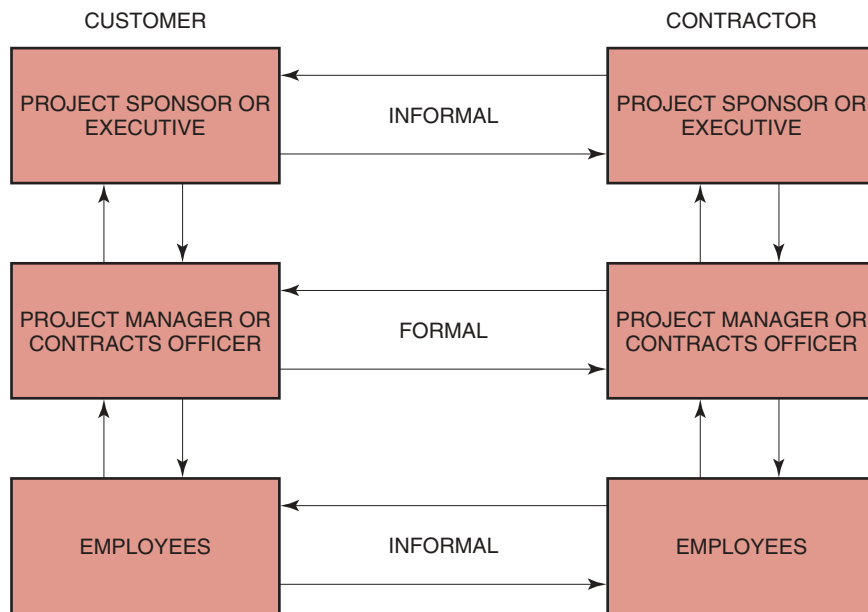 CUSTOMER
CONTRACTOR
PROJECT SPONSOR OR
EXECUTIVE
INFORMAL
PROJECT SPONSOR OR
EXECUTIVE
PROJECT MANAGER OR
CONTRACTS OFFICER
FORMAL
PROJECT MANAGER OR
CONTRACTS OFFICER
EMPLOYEES
INFORMAL
EMPLOYEES